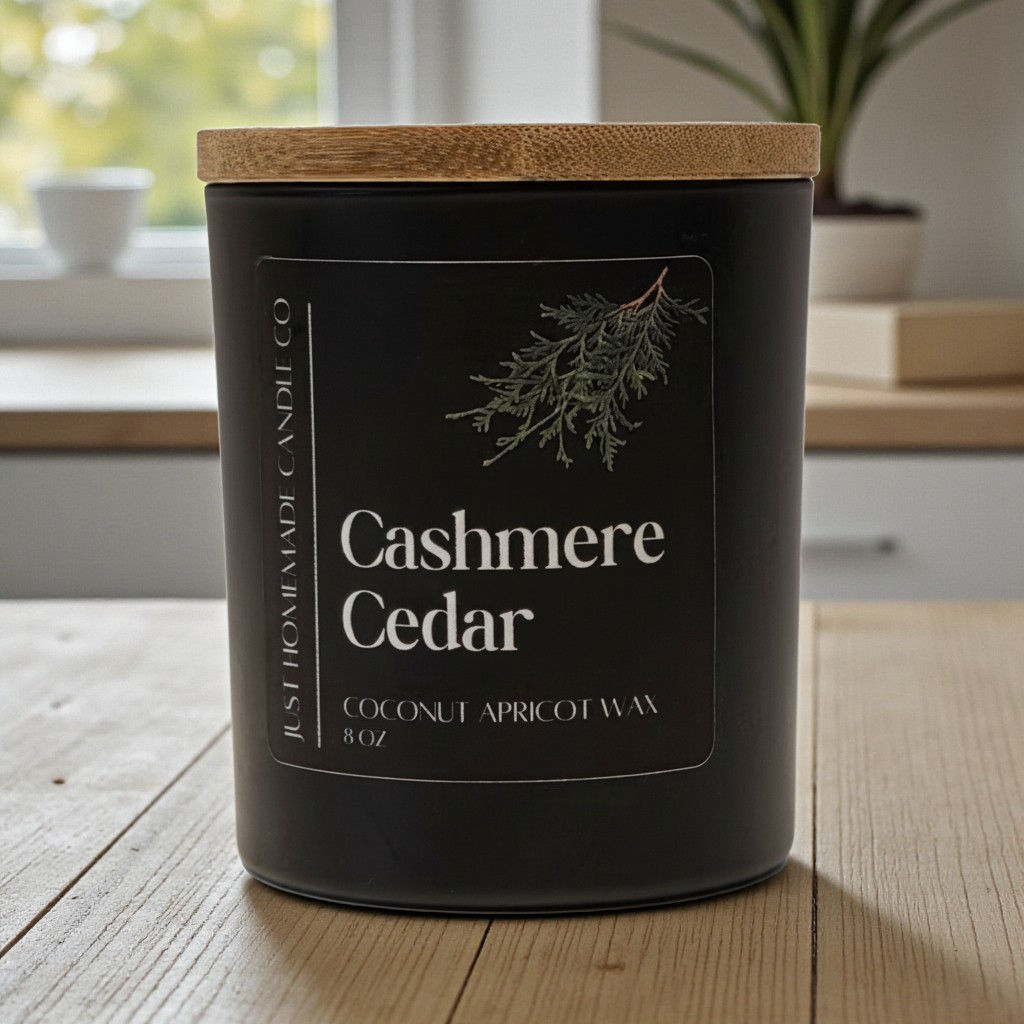 JUST HOMEMADE CANDLE CO
Cashmere
Cedar
COCONUT APRICOT WAX
8 OZ